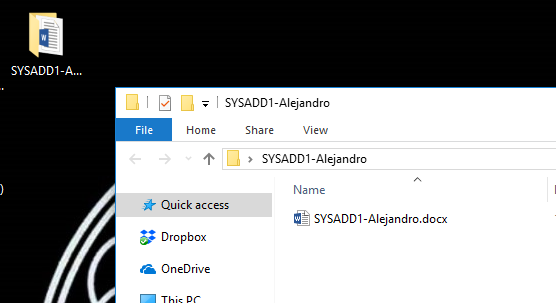 SYSADD1-A...
SYSADD1-Alejandro
File Home Share View
SYSADD1-Alejandro
Name
Quick access
SYSADD1-Alejandro.docx
Dropbox
OneDrive
This PC